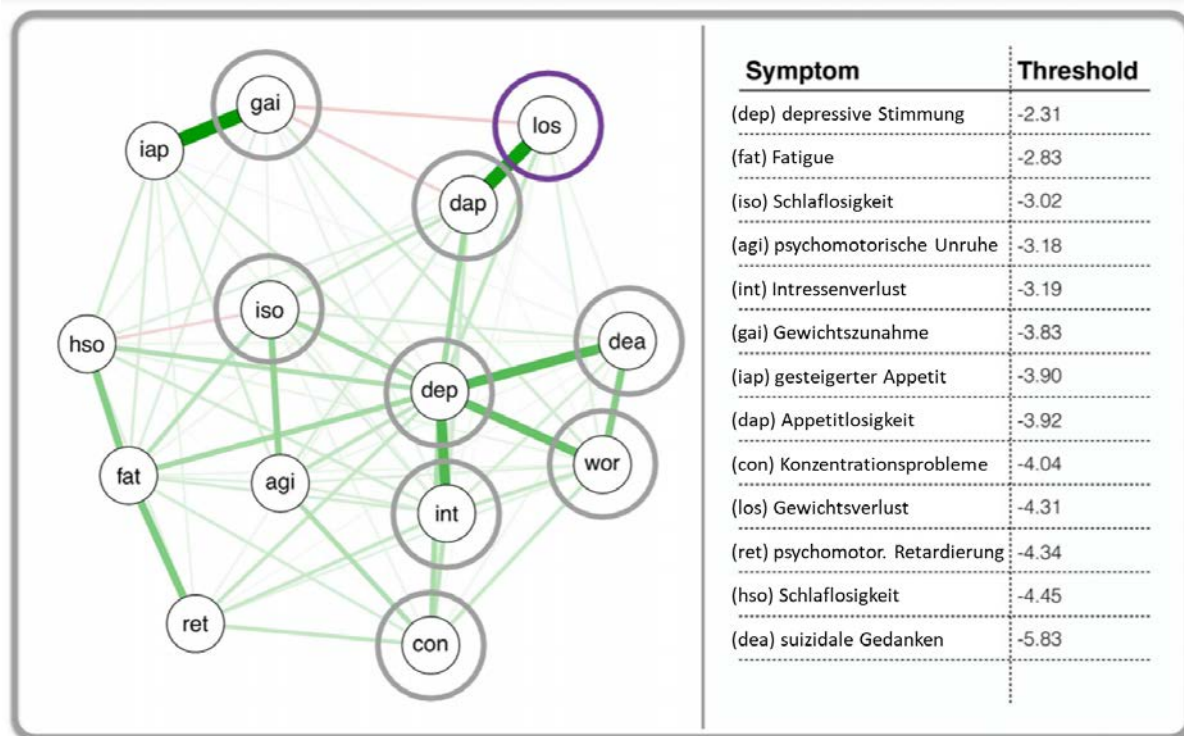 gai
los
iap
dap
iso
hso
dea
dep
wor
fat
agi
int
ret
con
Symptom Threshold
(dep) depressive Stimmung -2.31
(fat) Fatigue -2.83
(iso) Schlaflosigkeit -3.02
(agi) psychomotorische Unruhe -3.18
(int) Intressenverlust -3.19
(gai) Gewichtszunahme -3.83
(iap) gesteigerter Appetit -3.90
(dap) Appetitlosigkeit -3.92
(con) Konzentrationsprobleme -4.04
(los) Gewichtsverlust -4.31
(ret) psychomotor. Retardierung -4.34
(hso) Schlaflosigkeit -4.45
(dea) suizidale Gedanken -5.83